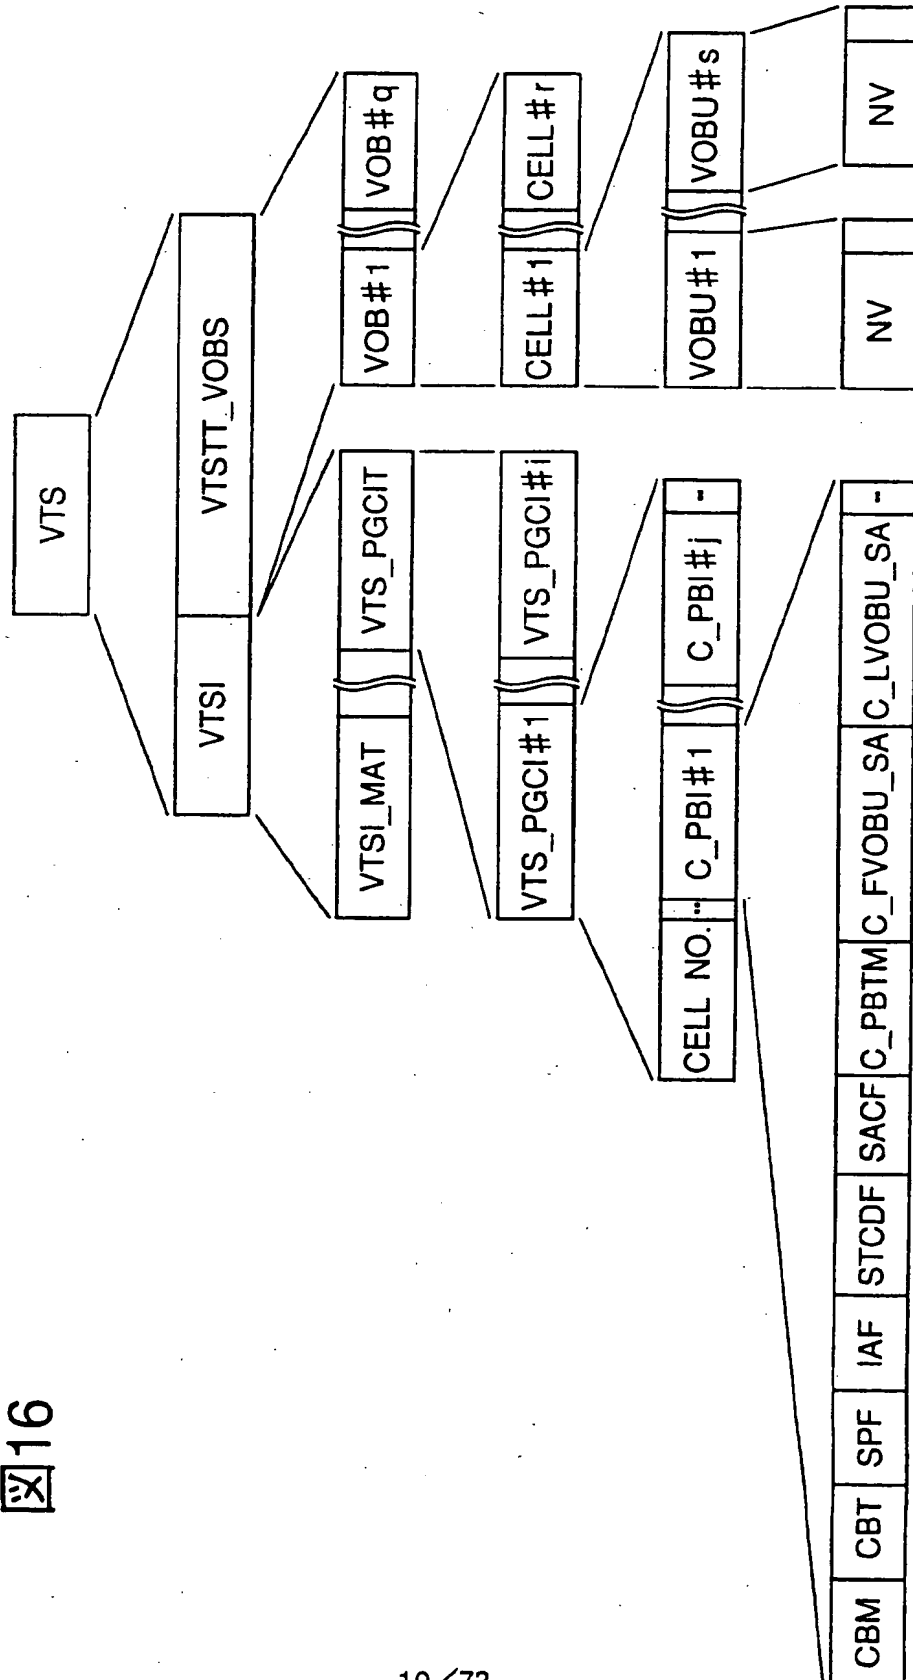 図16
VTS
VTSI VTSTT_VOBS
VTSI_MAT VTS_PGCIT VOB#1 VOB#q
VTS_PGCI#1 VTS_PGCI#i CELL#1 CELL#r
CELL NO. -- C_PBI#1 C_PBI#j -- VOBU#1 VOBU#s
CBM CBT SPF IAF STCDF SACF C_PBTM C_FVOBU_SA C_LVOBU_SA -- NV NV